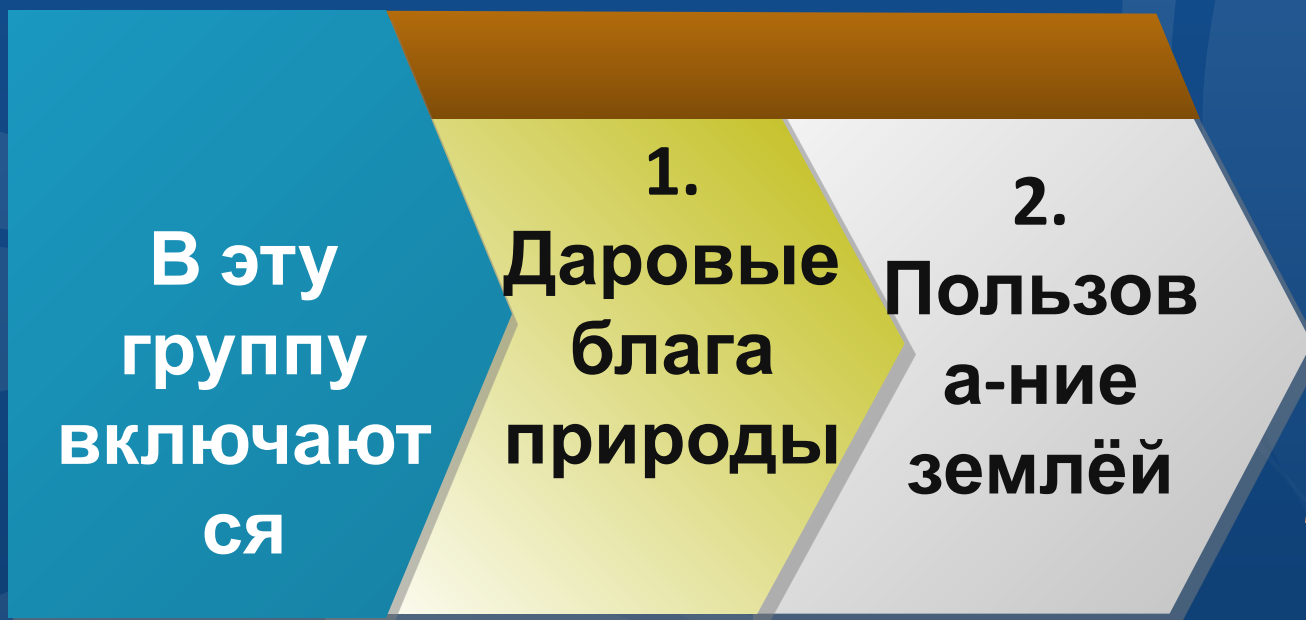 В эту
группу
включают
ся
1.
Даровые
блага
природы
2.
Пользов
а-ние
землёй